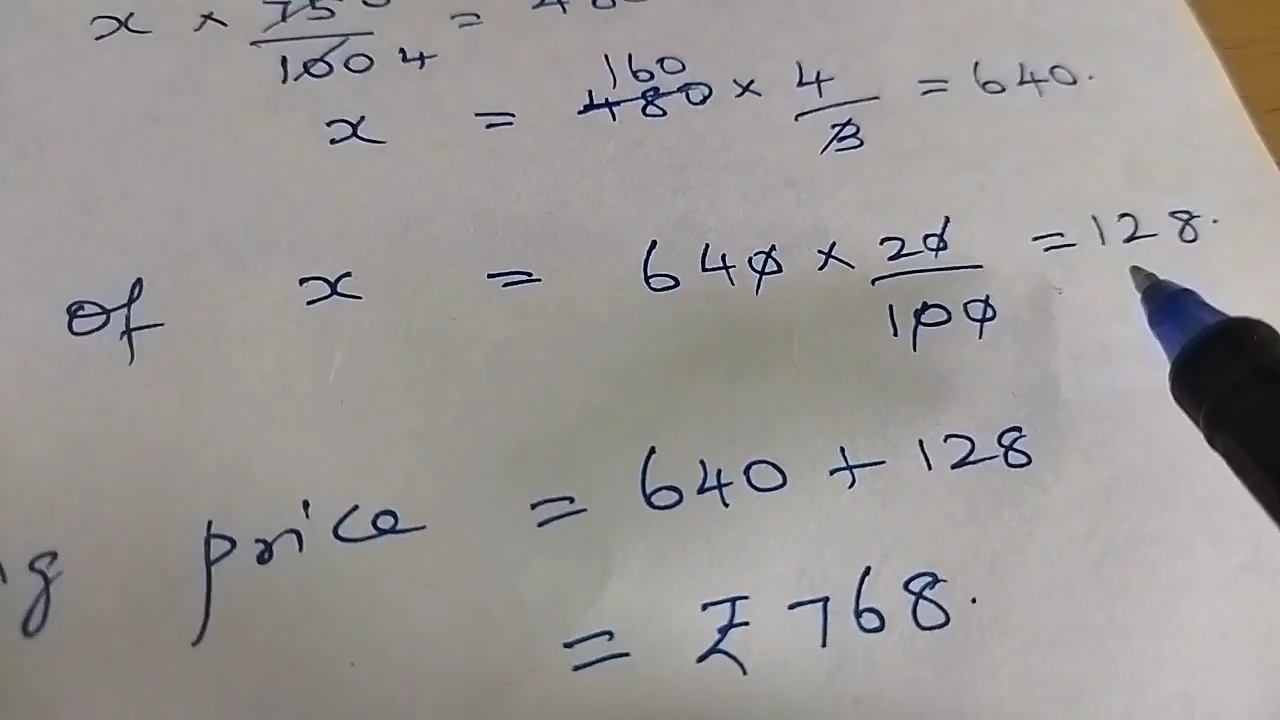 x × 75/100 4 =
x = 480 160 × 4/3 = 640.
of x = 640 × 20/100 = 128.
g price = 640 + 128
= ₹ 768.